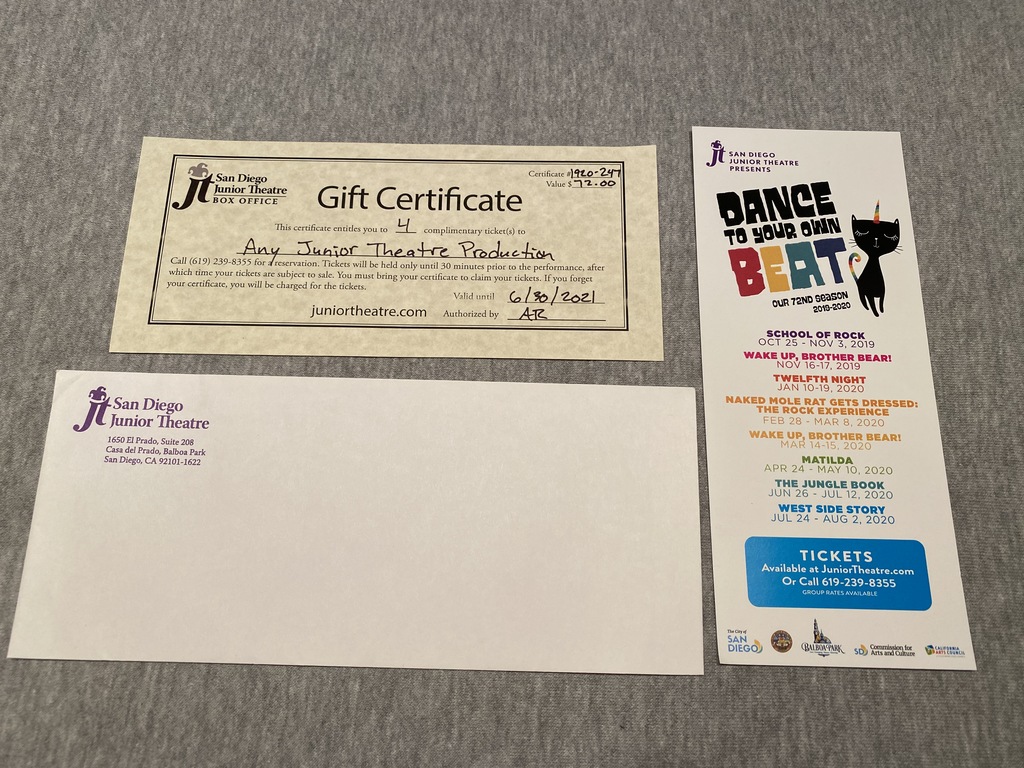 San Diego
Junior Theatre
BOX OFFICE
Certificate #1920-247
Value $72.00
Gift Certificate
This certificate entitles you to 4 complimentary ticket(s) to
Any Junior Theatre Production
Call (619) 239-8355 for a reservation. Tickets will be held only until 30 minutes prior to the performance, after
which time your tickets are subject to sale. You must bring your certificate to claim your tickets. If you forget
your certificate, you will be charged for the tickets.
Valid until 6/30/2021
juniortheatre.com
Authorized by AR
jt San Diego
Junior Theatre
1650 El Prado, Suite 208
Casa del Prado, Balboa Park
San Diego, CA 92101-1622
jt SAN DIEGO
JUNIOR THEATRE
PRESENTS
DANCE
TO YOUR OWN
BEAT
OUR 72ND SEASON
2019-2020
SCHOOL OF ROCK
OCT 25 - NOV 3, 2019
WAKE UP, BROTHER BEAR!
NOV 16-17, 2019
TWELFTH NIGHT
JAN 10-19, 2020
NAKED MOLE RAT GETS DRESSED:
THE ROCK EXPERIENCE
FEB 28 - MAR 8, 2020
WAKE UP, BROTHER BEAR!
MAR 14-15, 2020
MATILDA
APR 24 - MAY 10, 2020
THE JUNGLE BOOK
JUN 26 - JUL 12, 2020
WEST SIDE STORY
JUL 24 - AUG 2, 2020
TICKETS
Available at JuniorTheatre.com
Or Call 619-239-8355
GROUP RATES AVAILABLE
The City of
SAN
DIEGO
BALBOA PARK
SD Commission for
Arts and Culture
CALIFORNIA
ARTS COUNCIL